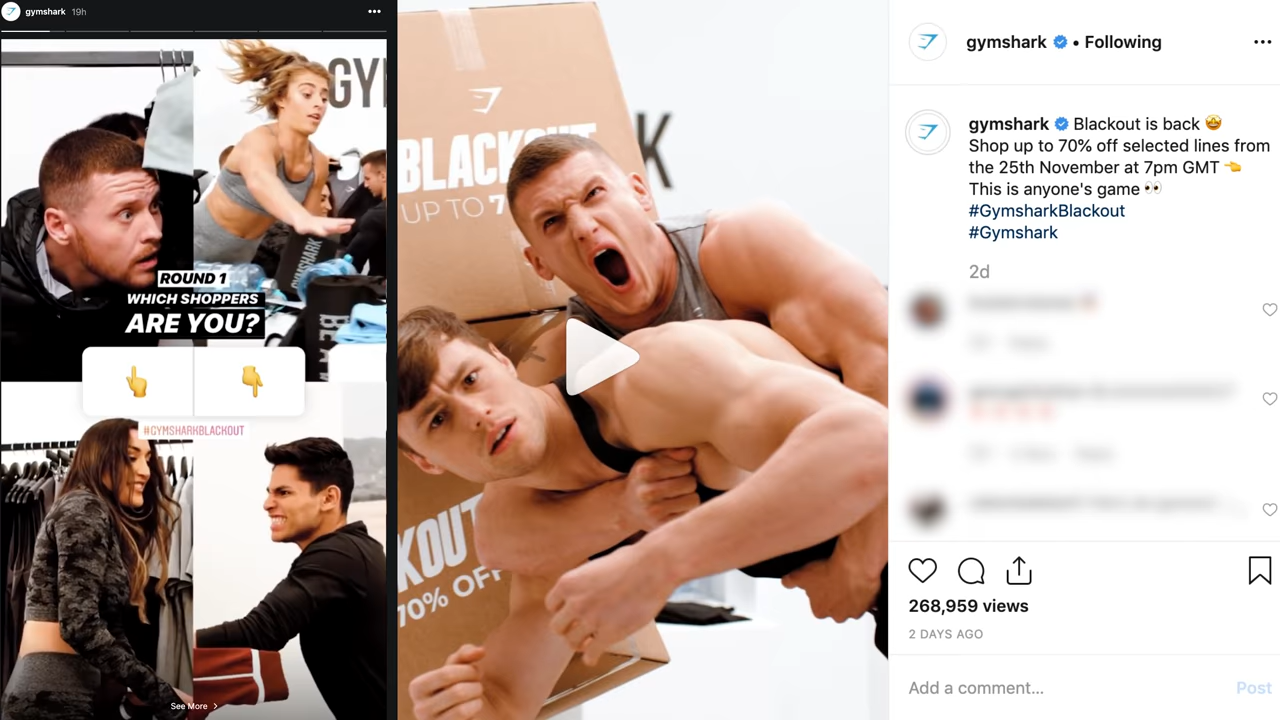 gymshark 19h
GYM
ROUND 1
WHICH SHOPPERS
ARE YOU?
GYMSHARK
#GYMSHARKBLACKOUT
See More
BLACKOUT
UP TO 7
K
KOUT
70% OFF
gymshark • Following
gymshark Blackout is back 🤩
Shop up to 70% off selected lines from
the 25th November at 7pm GMT 👈
This is anyone's game 👀
#GymsharkBlackout
#Gymshark
2d
268,959 views
2 DAYS AGO
Add a comment... Post